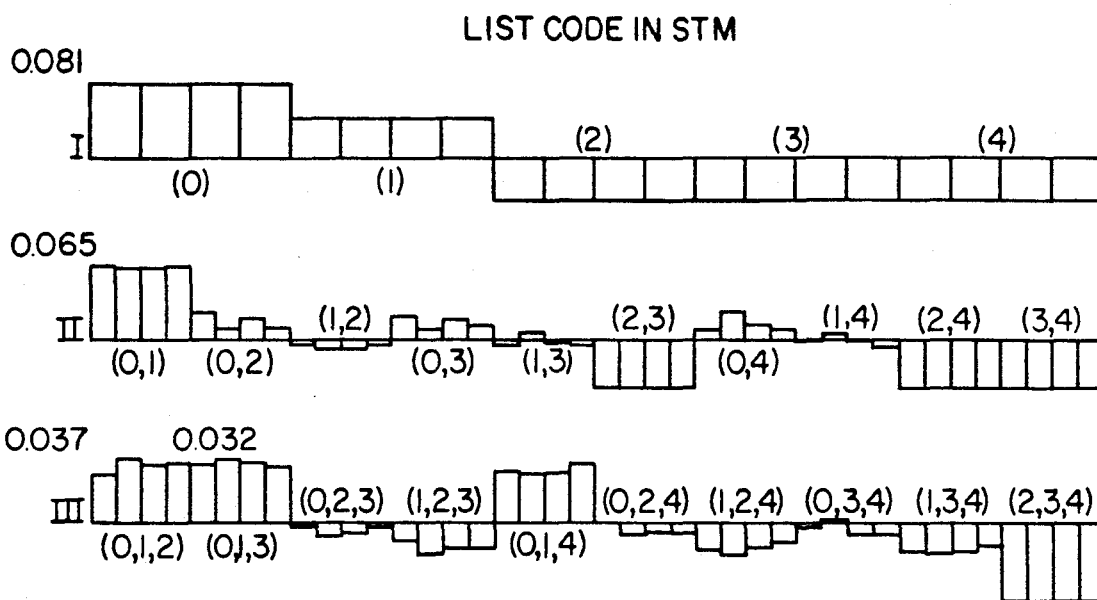 LIST CODE IN STM
0.081
I
(2) (3) (4)
(0) (1)
0.065
II
(1,2) (2,3) (1,4) (2,4) (3,4)
(0,1) (0,2) (0,3) (1,3) (0,4)
0.037 0.032
III
(0,2,3) (1,2,3) (0,2,4) (1,2,4) (0,3,4) (1,3,4) (2,3,4)
(0,1,2) (0,1,3) (0,1,4)